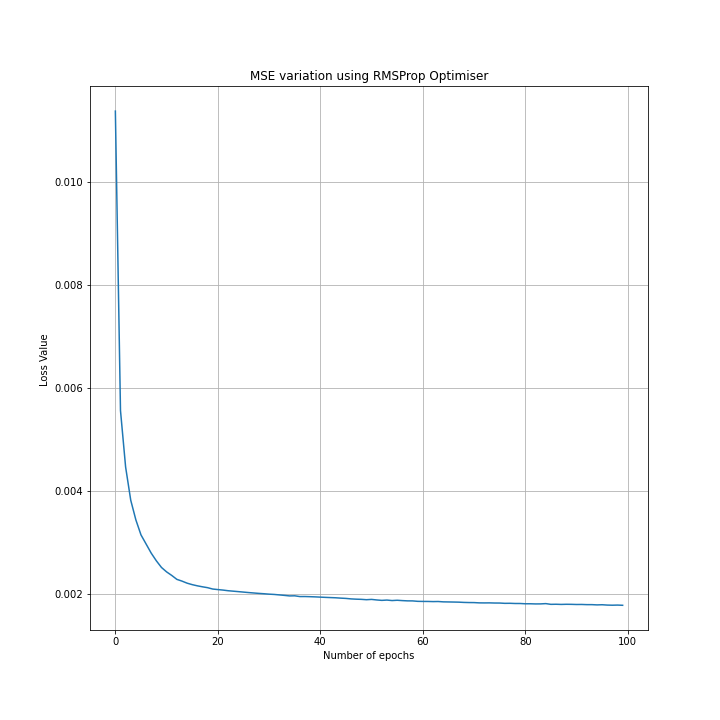 MSE variation using RMSProp Optimiser
0.010
0.008
0.006
0.004
0.002
Loss Value
0 20 40 60 80 100
Number of epochs